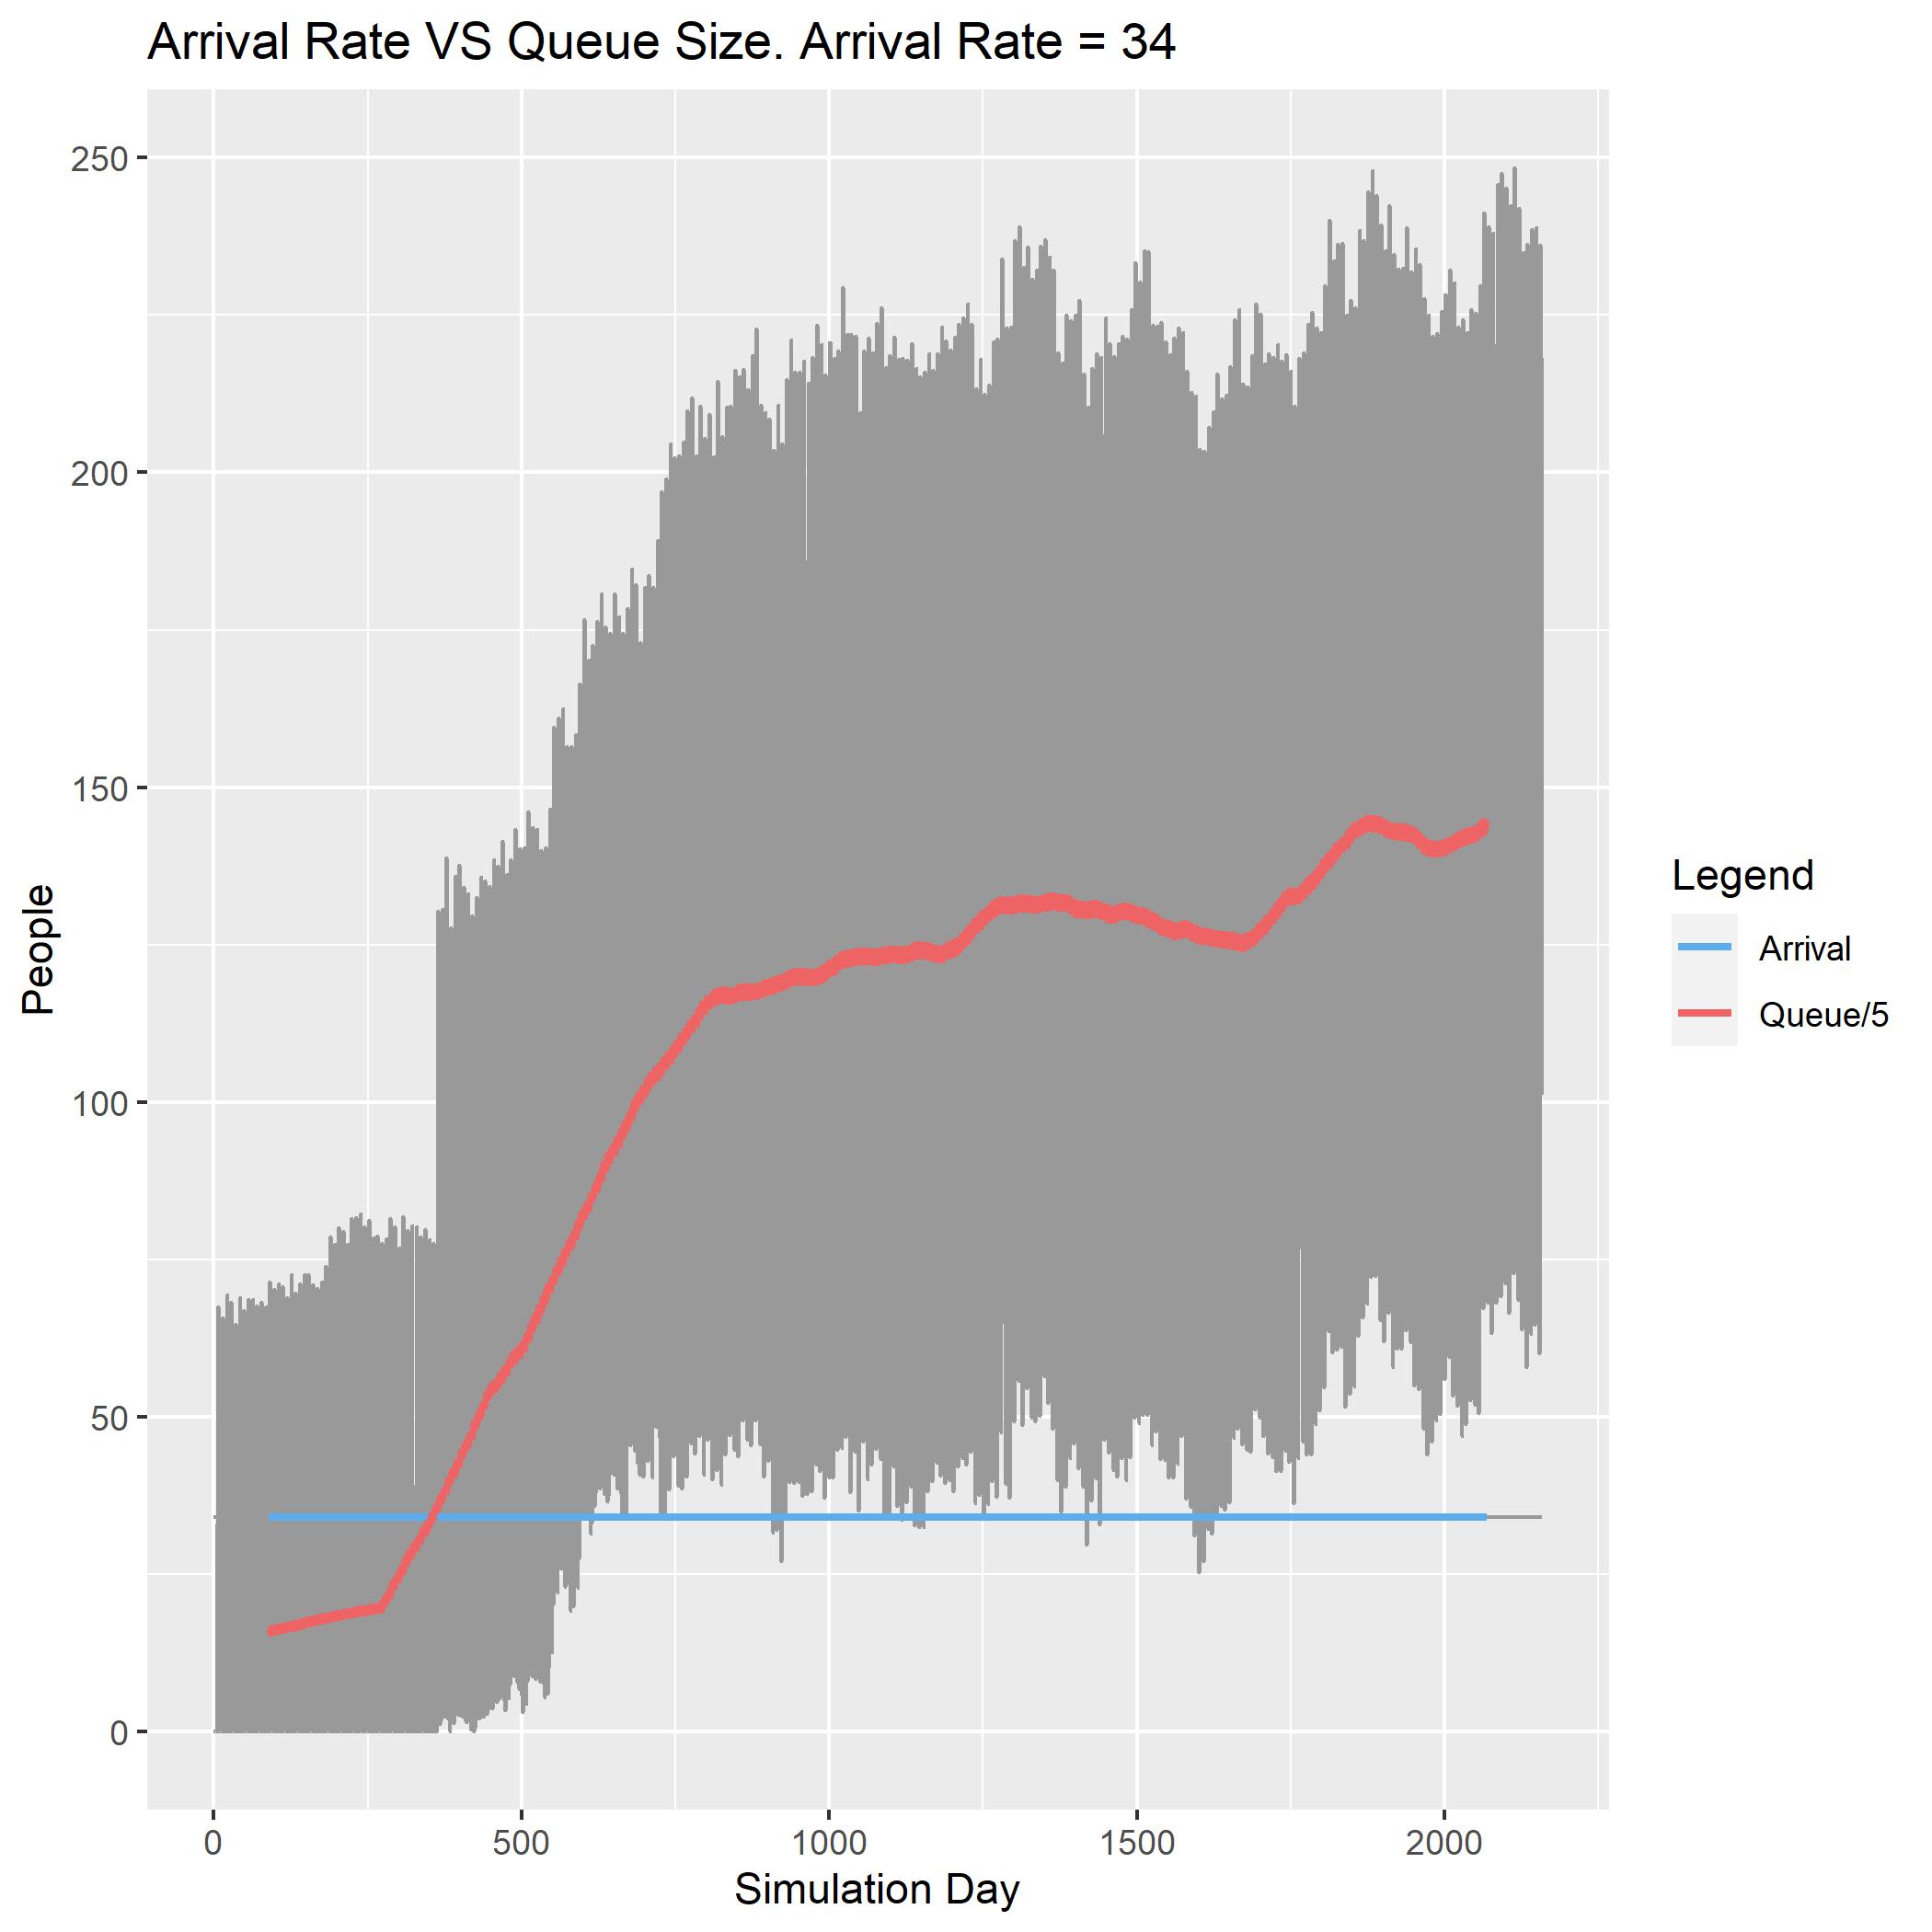 Arrival Rate VS Queue Size. Arrival Rate = 34
250
200
150
100
50
0
People
0 500 1000 1500 2000
Simulation Day
Legend
Arrival
Queue/5